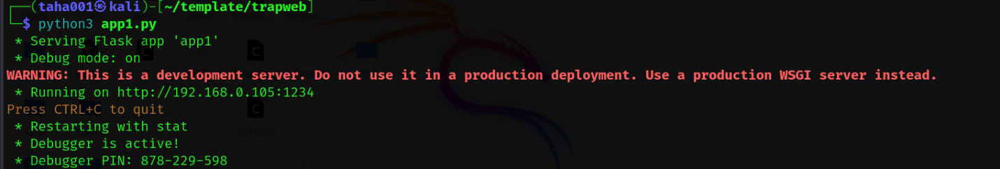 ┌──(taha001㉿kali)-[~/template/trapweb]
└─$ python3 app1.py
 * Serving Flask app 'app1'
 * Debug mode: on
WARNING: This is a development server. Do not use it in a production deployment. Use a production WSGI server instead.
 * Running on http://192.168.0.105:1234
Press CTRL+C to quit
 * Restarting with stat
 * Debugger is active!
 * Debugger PIN: 878-229-598